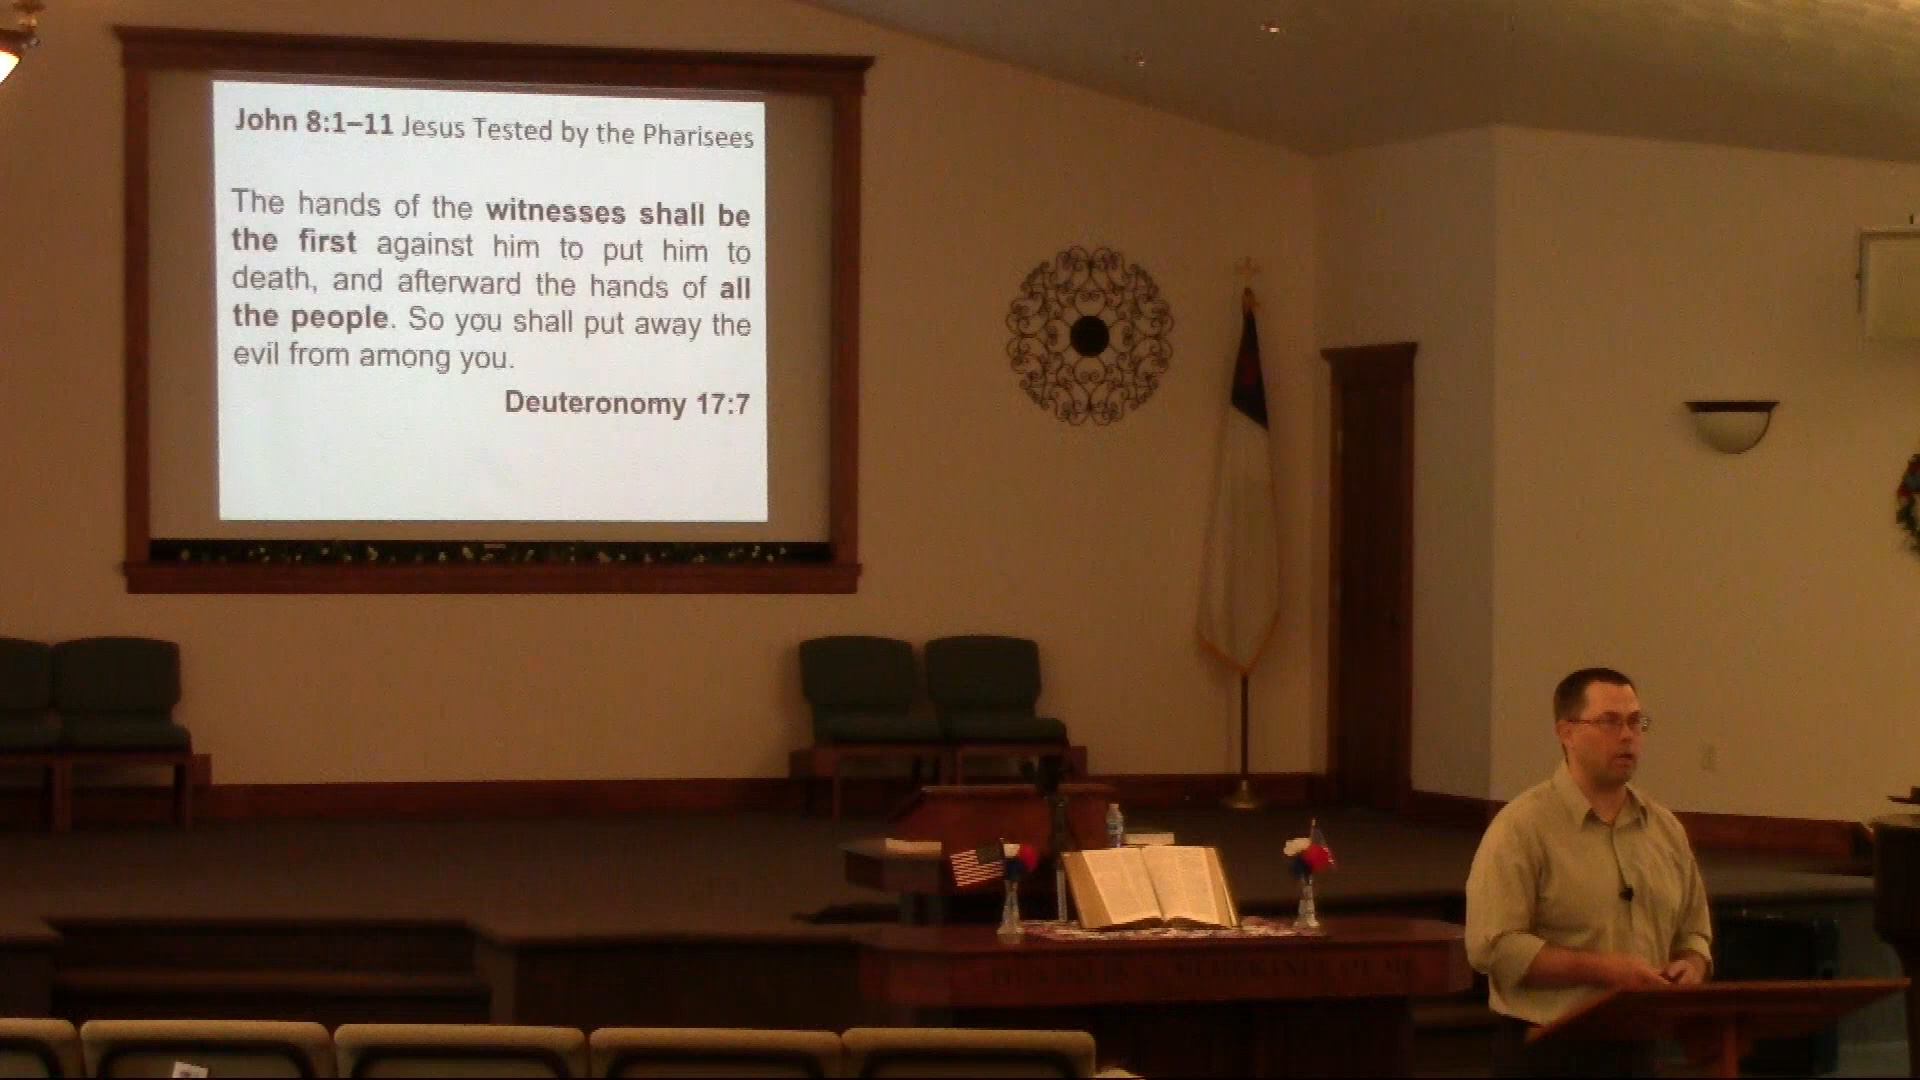 John 8:1–11 Jesus Tested by the Pharisees
The hands of the witnesses shall be
the first against him to put him to
death, and afterward the hands of all
the people. So you shall put away the
evil from among you.
Deuteronomy 17:7